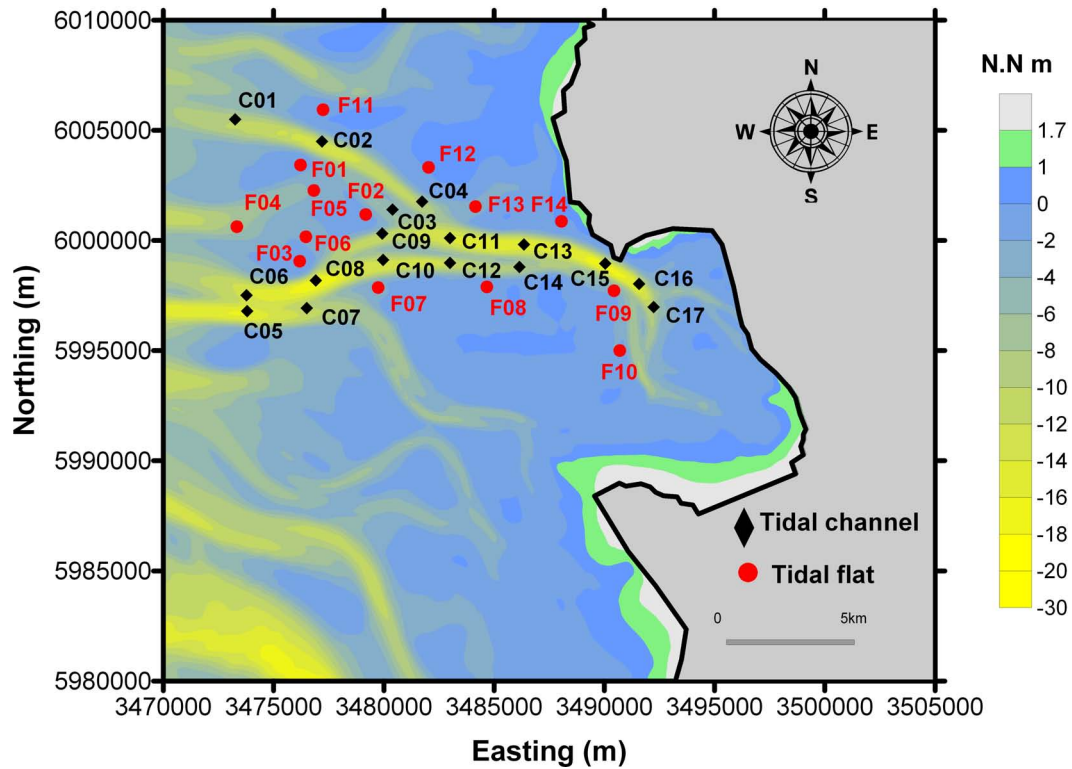 6010000
6005000
6000000
5995000
5990000
5985000
5980000
Northing (m)
3470000 3475000 3480000 3485000 3490000 3495000 3500000 3505000
Easting (m)
C01
F11
C02
F01
F12
F02
C04
F04
F05
F13
F14
C03
F03
F06
C09
C11
C13
C06
C08
C10
C12
C14
C15
C16
F07
F08
F09
C05
C07
C17
F10
N
W E
S
Tidal channel
Tidal flat
0 5km
N.N m
1.7
1
0
-2
-4
-6
-8
-10
-12
-14
-16
-18
-20
-30